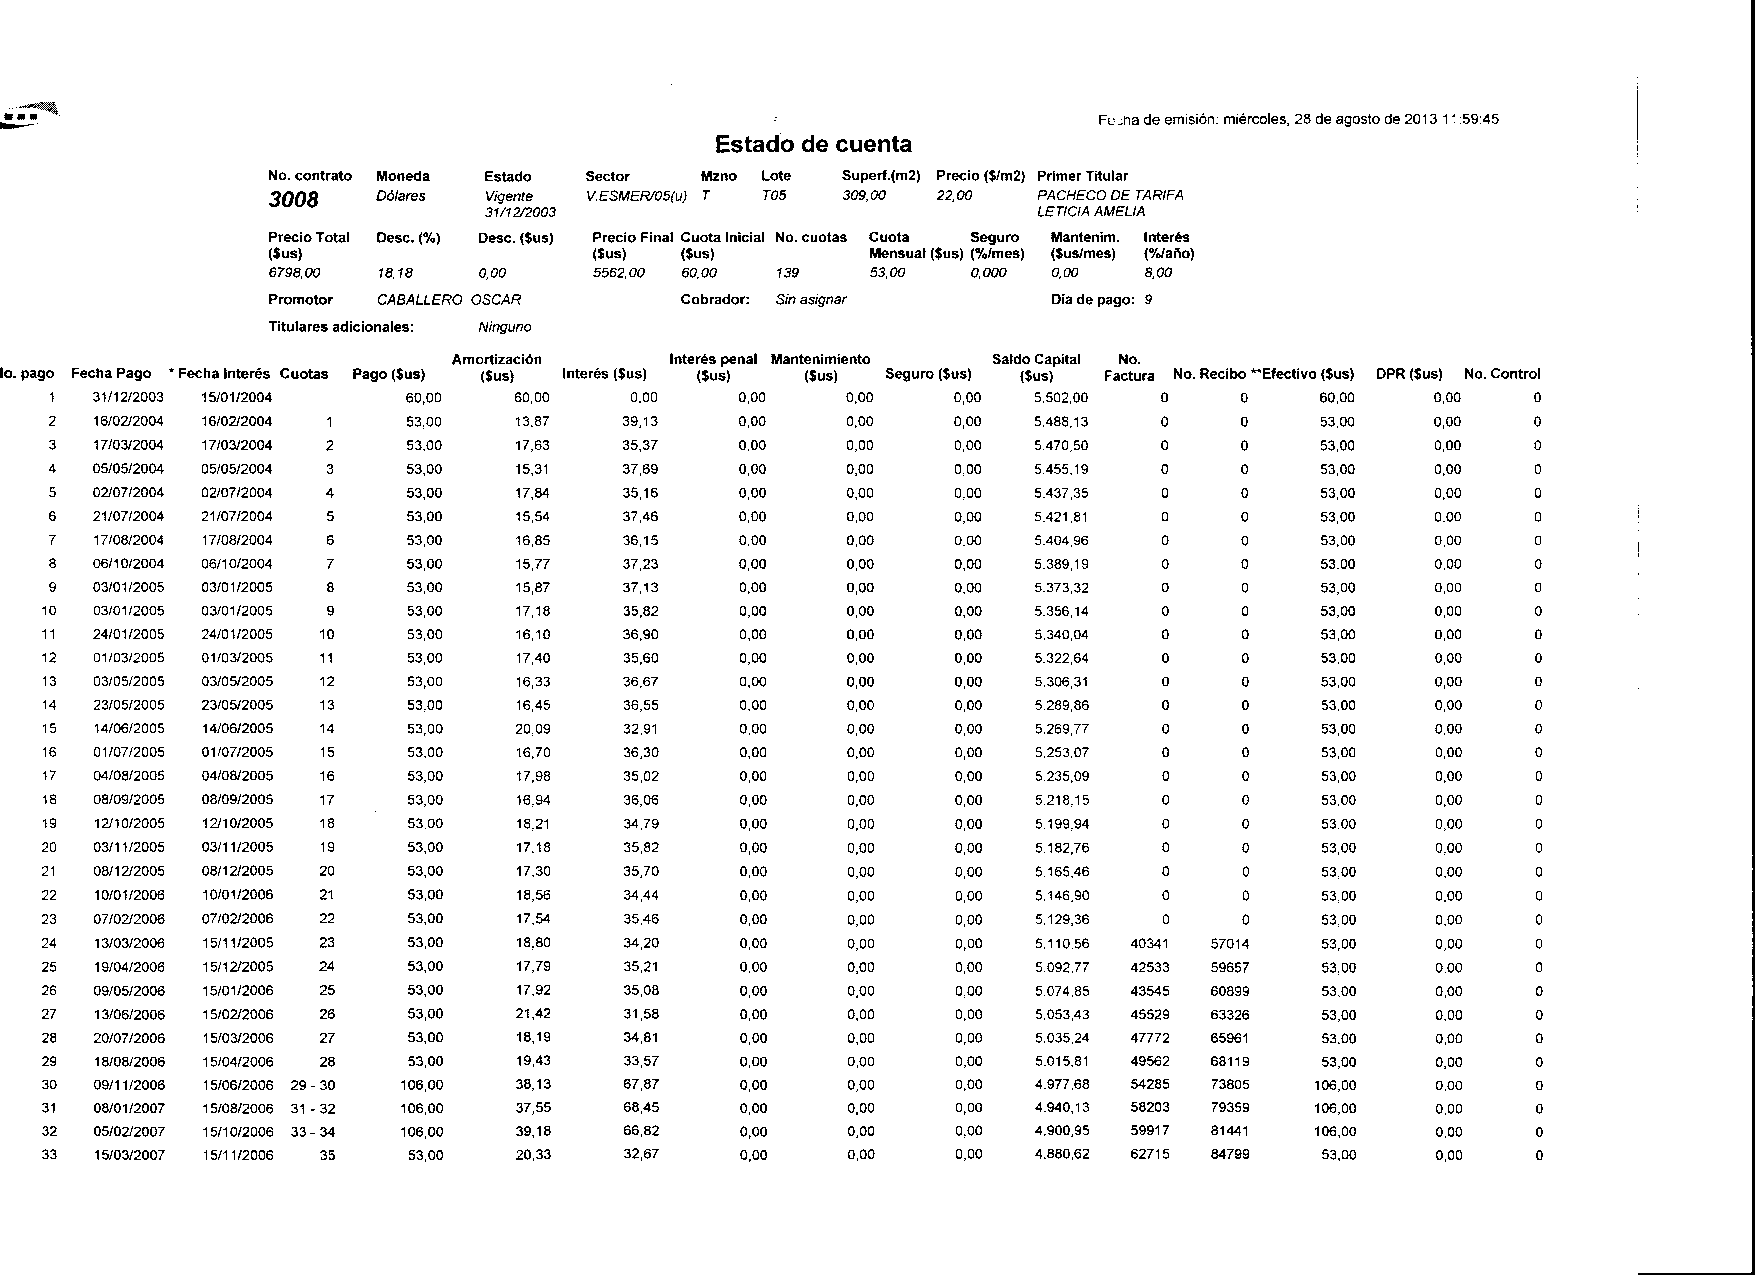 Fecha de emisión: miércoles, 28 de agosto de 2013 11:59:45
Estado de cuenta
No. contrato Moneda Estado Sector Mzno Lote Superf.(m2) Precio ($/m2) Primer Titular
3008 Dólares Vigente V.ESMER/05(u) T T05 309,00 22,00 PACHECO DE TARIFA
31/12/2003 LETICIA AMELIA
Precio Total Desc. (%) Desc. ($us) Precio Final Cuota Inicial No. cuotas Cuota Seguro Mantenim. Interés
($us) ($us) ($us) Mensual ($us) (%/mes) ($us/mes) (%/año)
6798,00 18,18 0,00 5562,00 60,00 139 53,00 0,000 0,00 8,00
Promotor CABALLERO OSCAR Cobrador: Sin asignar Día de pago: 9
Titulares adicionales: Ninguno
Amortización Interés penal Mantenimiento Saldo Capital No.
lo. pago Fecha Pago * Fecha Interés Cuotas Pago ($us) ($us) Interés ($us) ($us) ($us) Seguro ($us) ($us) Factura No. Recibo **Efectivo ($us) DPR ($us) No. Control
1 31/12/2003 15/01/2004 60,00 60,00 0,00 0,00 0,00 0,00 5.502,00 0 0 60,00 0,00 0
2 16/02/2004 16/02/2004 1 53,00 13,87 39,13 0,00 0,00 0,00 5.488,13 0 0 53,00 0,00 0
3 17/03/2004 17/03/2004 2 53,00 17,63 35,37 0,00 0,00 0,00 5.470,50 0 0 53,00 0,00 0
4 05/05/2004 05/05/2004 3 53,00 15,31 37,69 0,00 0,00 0,00 5.455,19 0 0 53,00 0,00 0
5 02/07/2004 02/07/2004 4 53,00 17,84 35,16 0,00 0,00 0,00 5.437,35 0 0 53,00 0,00 0
6 21/07/2004 21/07/2004 5 53,00 15,54 37,46 0,00 0,00 0,00 5.421,81 0 0 53,00 0,00 0
7 17/08/2004 17/08/2004 6 53,00 16,85 36,15 0,00 0,00 0,00 5.404,96 0 0 53,00 0,00 0
8 06/10/2004 06/10/2004 7 53,00 15,77 37,23 0,00 0,00 0,00 5.389,19 0 0 53,00 0,00 0
9 03/01/2005 03/01/2005 8 53,00 15,87 37,13 0,00 0,00 0,00 5.373,32 0 0 53,00 0,00 0
10 03/01/2005 03/01/2005 9 53,00 17,18 35,82 0,00 0,00 0,00 5.356,14 0 0 53,00 0,00 0
11 24/01/2005 24/01/2005 10 53,00 16,10 36,90 0,00 0,00 0,00 5.340,04 0 0 53,00 0,00 0
12 01/03/2005 01/03/2005 11 53,00 17,40 35,60 0,00 0,00 0,00 5.322,64 0 0 53,00 0,00 0
13 03/05/2005 03/05/2005 12 53,00 16,33 36,67 0,00 0,00 0,00 5.306,31 0 0 53,00 0,00 0
14 23/05/2005 23/05/2005 13 53,00 16,45 36,55 0,00 0,00 0,00 5.289,86 0 0 53,00 0,00 0
15 14/06/2005 14/06/2005 14 53,00 20,09 32,91 0,00 0,00 0,00 5.269,77 0 0 53,00 0,00 0
16 01/07/2005 01/07/2005 15 53,00 16,70 36,30 0,00 0,00 0,00 5.253,07 0 0 53,00 0,00 0
17 04/08/2005 04/08/2005 16 53,00 17,98 35,02 0,00 0,00 0,00 5.235,09 0 0 53,00 0,00 0
18 08/09/2005 08/09/2005 17 53,00 16,94 36,06 0,00 0,00 0,00 5.218,15 0 0 53,00 0,00 0
19 12/10/2005 12/10/2005 18 53,00 18,21 34,79 0,00 0,00 0,00 5.199,94 0 0 53,00 0,00 0
20 03/11/2005 03/11/2005 19 53,00 17,18 35,82 0,00 0,00 0,00 5.182,76 0 0 53,00 0,00 0
21 08/12/2005 08/12/2005 20 53,00 17,30 35,70 0,00 0,00 0,00 5.165,46 0 0 53,00 0,00 0
22 10/01/2006 10/01/2006 21 53,00 18,56 34,44 0,00 0,00 0,00 5.146,90 0 0 53,00 0,00 0
23 07/02/2006 07/02/2006 22 53,00 17,54 35,46 0,00 0,00 0,00 5.129,36 0 0 53,00 0,00 0
24 13/03/2006 15/11/2005 23 53,00 18,80 34,20 0,00 0,00 0,00 5.110,56 40341 57014 53,00 0,00 0
25 19/04/2006 15/12/2005 24 53,00 17,79 35,21 0,00 0,00 0,00 5.092,77 42533 59657 53,00 0,00 0
26 09/05/2006 15/01/2006 25 53,00 17,92 35,08 0,00 0,00 0,00 5.074,85 43545 60899 53,00 0,00 0
27 13/06/2006 15/02/2006 26 53,00 21,42 31,58 0,00 0,00 0,00 5.053,43 45529 63326 53,00 0,00 0
28 20/07/2006 15/03/2006 27 53,00 18,19 34,81 0,00 0,00 0,00 5.035,24 47772 65961 53,00 0,00 0
29 18/08/2006 15/04/2006 28 53,00 19,43 33,57 0,00 0,00 0,00 5.015,81 49562 68119 53,00 0,00 0
30 09/11/2006 15/06/2006 29 - 30 106,00 38,13 67,87 0,00 0,00 0,00 4.977,68 54285 73805 106,00 0,00 0
31 08/01/2007 15/08/2006 31 - 32 106,00 37,55 68,45 0,00 0,00 0,00 4.940,13 58203 79359 106,00 0,00 0
32 05/02/2007 15/10/2006 33 - 34 106,00 39,18 66,82 0,00 0,00 0,00 4.900,95 59917 81441 106,00 0,00 0
33 15/03/2007 15/11/2006 35 53,00 20,33 32,67 0,00 0,00 0,00 4.880,62 62715 84799 53,00 0,00 0